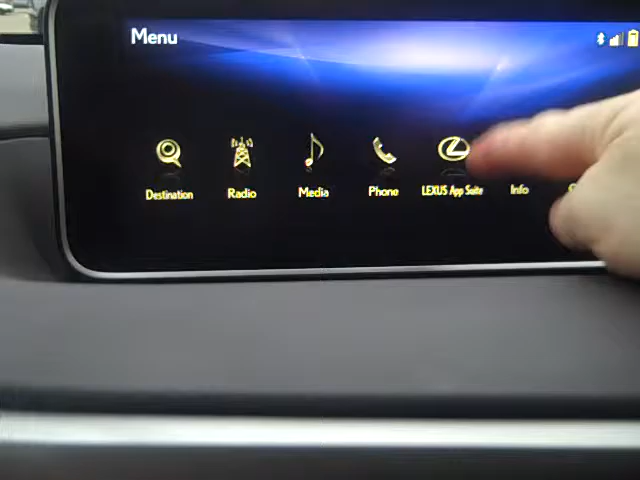 Menu
Destination
Radio
Media
Phone
LEXUS App Suite
Info